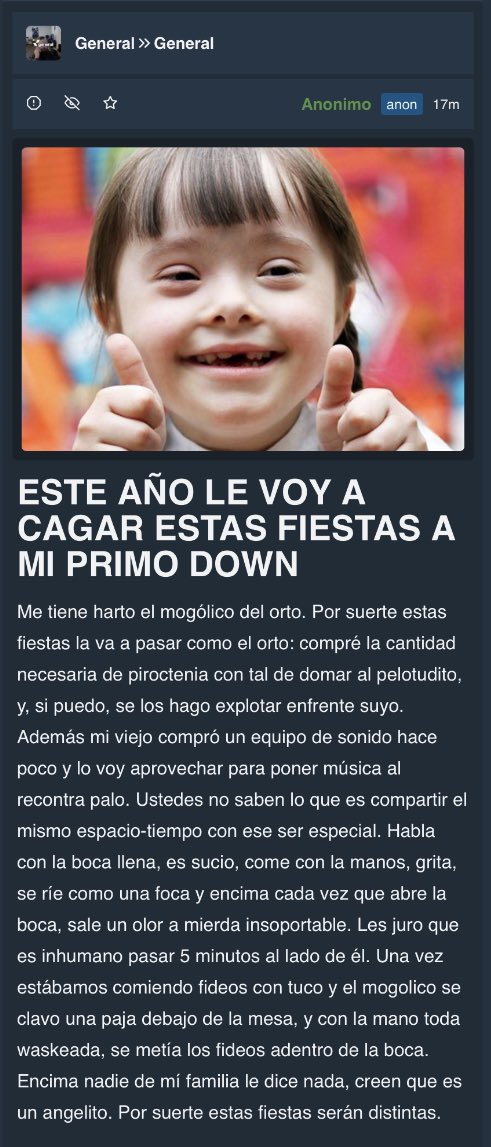 General » General
Anonimo anon 17m
ESTE AÑO LE VOY A
CAGAR ESTAS FIESTAS A
MI PRIMO DOWN
Me tiene harto el mogólico del orto. Por suerte estas
fiestas la va a pasar como el orto: compré la cantidad
necesaria de piroctenia con tal de domar al pelotudito,
y, si puedo, se los hago explotar enfrente suyo.
Además mi viejo compró un equipo de sonido hace
poco y lo voy aprovechar para poner música al
recontra palo. Ustedes no saben lo que es compartir el
mismo espacio-tiempo con ese ser especial. Habla
con la boca llena, es sucio, come con la manos, grita,
se ríe como una foca y encima cada vez que abre la
boca, sale un olor a mierda insoportable. Les juro que
es inhumano pasar 5 minutos al lado de él. Una vez
estábamos comiendo fideos con tuco y el mogolico se
clavo una paja debajo de la mesa, y con la mano toda
waskeada, se metía los fideos adentro de la boca.
Encima nadie de mí familia le dice nada, creen que es
un angelito. Por suerte estas fiestas serán distintas.